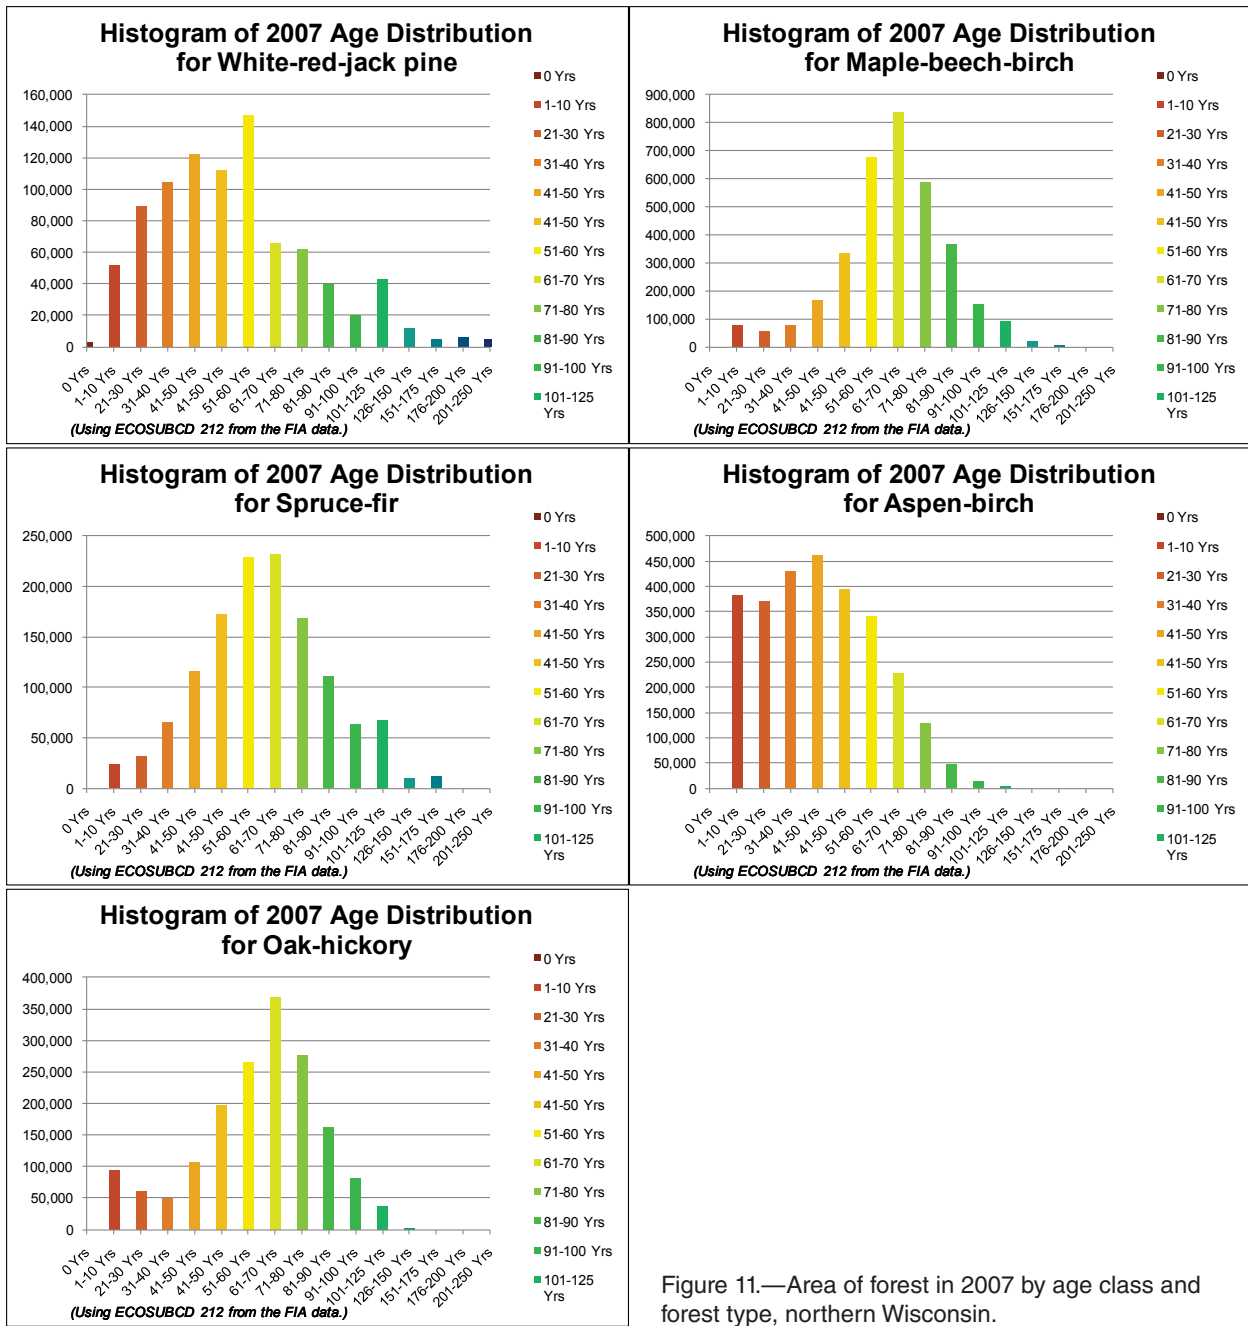 Histogram of 2007 Age Distribution
for White-red-jack pine
160,000
140,000
120,000
100,000
80,000
60,000
40,000
20,000
0
0 Yrs
1-10 Yrs
21-30 Yrs
31-40 Yrs
41-50 Yrs
41-50 Yrs
51-60 Yrs
61-70 Yrs
71-80 Yrs
81-90 Yrs
91-100 Yrs
101-125 Yrs
126-150 Yrs
151-175 Yrs
176-200 Yrs
201-250 Yrs
(Using ECOSUBCD 212 from the FIA data.)
0 Yrs
1-10 Yrs
21-30 Yrs
31-40 Yrs
41-50 Yrs
41-50 Yrs
51-60 Yrs
61-70 Yrs
71-80 Yrs
81-90 Yrs
91-100 Yrs
101-125
Yrs
Histogram of 2007 Age Distribution
for Maple-beech-birch
900,000
800,000
700,000
600,000
500,000
400,000
300,000
200,000
100,000
0
0 Yrs
1-10 Yrs
21-30 Yrs
31-40 Yrs
41-50 Yrs
41-50 Yrs
51-60 Yrs
61-70 Yrs
71-80 Yrs
81-90 Yrs
91-100 Yrs
101-125 Yrs
126-150 Yrs
151-175 Yrs
176-200 Yrs
201-250 Yrs
(Using ECOSUBCD 212 from the FIA data.)
0 Yrs
1-10 Yrs
21-30 Yrs
31-40 Yrs
41-50 Yrs
41-50 Yrs
51-60 Yrs
61-70 Yrs
71-80 Yrs
81-90 Yrs
91-100 Yrs
101-125
Yrs
Histogram of 2007 Age Distribution
for Spruce-fir
250,000
200,000
150,000
100,000
50,000
0
0 Yrs
1-10 Yrs
21-30 Yrs
31-40 Yrs
41-50 Yrs
41-50 Yrs
51-60 Yrs
61-70 Yrs
71-80 Yrs
81-90 Yrs
91-100 Yrs
101-125 Yrs
126-150 Yrs
151-175 Yrs
176-200 Yrs
201-250 Yrs
(Using ECOSUBCD 212 from the FIA data.)
0 Yrs
1-10 Yrs
21-30 Yrs
31-40 Yrs
41-50 Yrs
41-50 Yrs
51-60 Yrs
61-70 Yrs
71-80 Yrs
81-90 Yrs
91-100 Yrs
101-125
Yrs
Histogram of 2007 Age Distribution
for Aspen-birch
500,000
450,000
400,000
350,000
300,000
250,000
200,000
150,000
100,000
50,000
0
0 Yrs
1-10 Yrs
21-30 Yrs
31-40 Yrs
41-50 Yrs
41-50 Yrs
51-60 Yrs
61-70 Yrs
71-80 Yrs
81-90 Yrs
91-100 Yrs
101-125 Yrs
126-150 Yrs
151-175 Yrs
176-200 Yrs
201-250 Yrs
(Using ECOSUBCD 212 from the FIA data.)
0 Yrs
1-10 Yrs
21-30 Yrs
31-40 Yrs
41-50 Yrs
41-50 Yrs
51-60 Yrs
61-70 Yrs
71-80 Yrs
81-90 Yrs
91-100 Yrs
101-125
Yrs
Histogram of 2007 Age Distribution
for Oak-hickory
400,000
350,000
300,000
250,000
200,000
150,000
100,000
50,000
0
0 Yrs
1-10 Yrs
21-30 Yrs
31-40 Yrs
41-50 Yrs
41-50 Yrs
51-60 Yrs
61-70 Yrs
71-80 Yrs
81-90 Yrs
91-100 Yrs
101-125 Yrs
126-150 Yrs
151-175 Yrs
176-200 Yrs
201-250 Yrs
(Using ECOSUBCD 212 from the FIA data.)
0 Yrs
1-10 Yrs
21-30 Yrs
31-40 Yrs
41-50 Yrs
41-50 Yrs
51-60 Yrs
61-70 Yrs
71-80 Yrs
81-90 Yrs
91-100 Yrs
101-125
Yrs
Figure 11.—Area of forest in 2007 by age class and
forest type, northern Wisconsin.